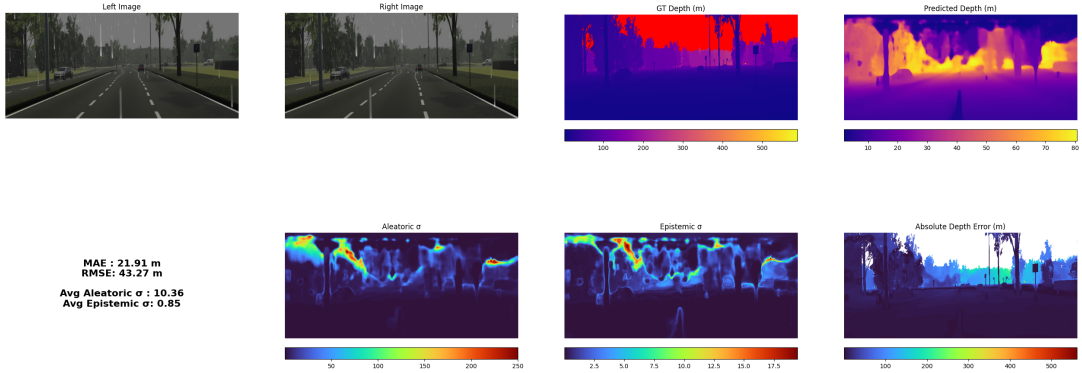 Left Image
Right Image
GT Depth (m)
Predicted Depth (m)
100 200 300 400 500
10 20 30 40 50 60 70 80
MAE : 21.91 m
RMSE: 43.27 m
Avg Aleatoric σ : 10.36
Avg Epistemic σ: 0.85
Aleatoric σ
Epistemic σ
Absolute Depth Error (m)
50 100 150 200 250
2.5 5.0 7.5 10.0 12.5 15.0 17.5
100 200 300 400 500